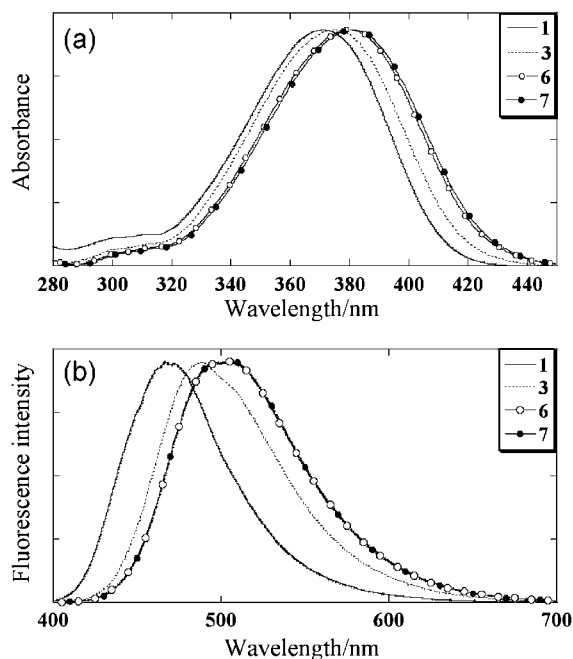 (a)
Absorbance
1
3
6
7
280 300 320 340 360 380 400 420 440
Wavelength/nm
(b)
Fluorescence intensity
1
3
6
7
400 500 600 700
Wavelength/nm